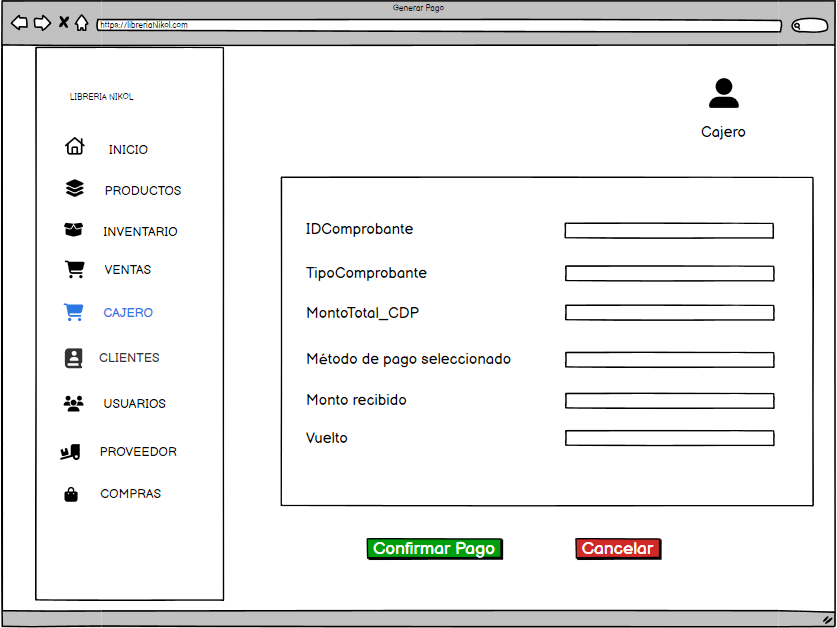 Generar Pago
https://libreriaNikol.com
LIBRERIA NIKOL
INICIO
PRODUCTOS
INVENTARIO
VENTAS
CAJERO
CLIENTES
USUARIOS
PROVEEDOR
COMPRAS
Cajero
IDComprobante
TipoComprobante
MontoTotal_CDP
Método de pago seleccionado
Monto recibido
Vuelto
Confirmar Pago
Cancelar